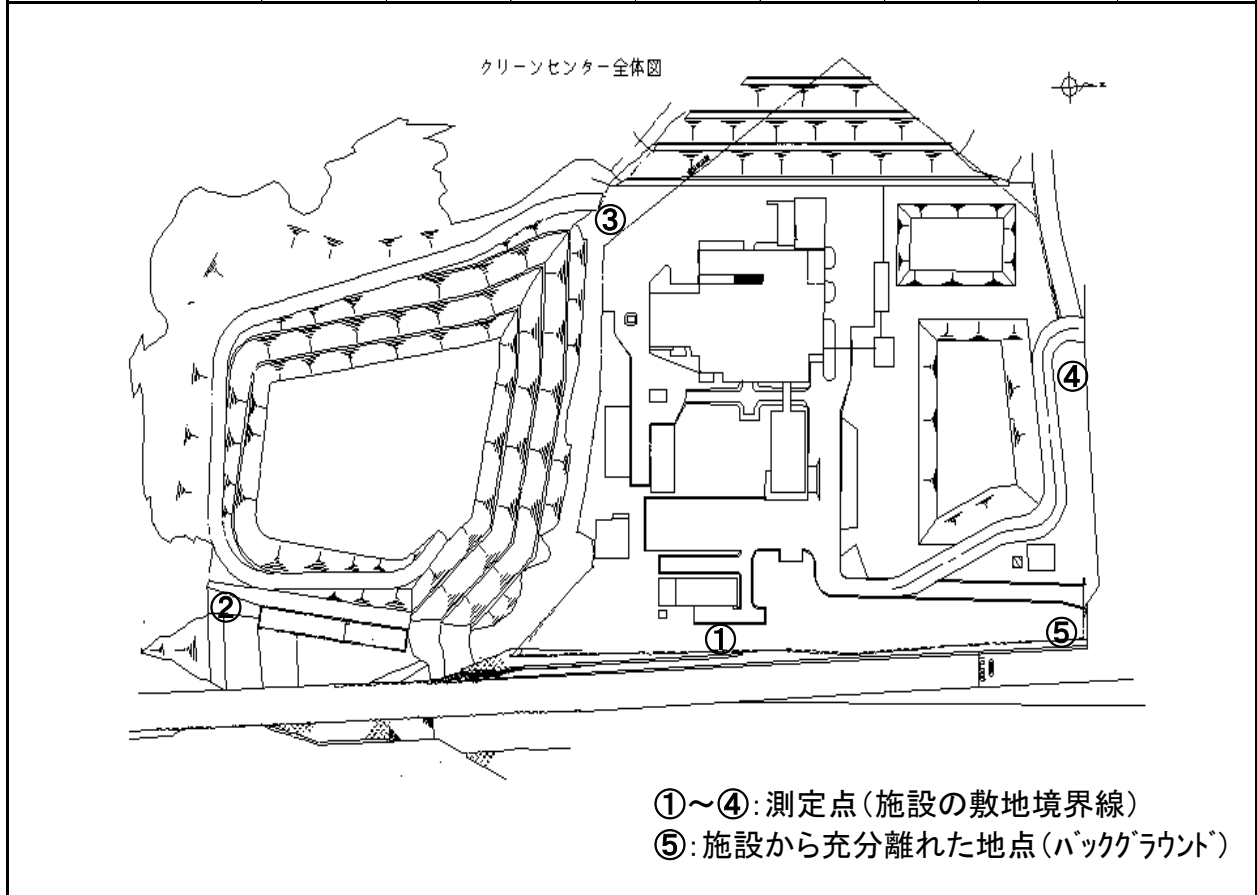 クリーンセンター全体図
③
④
②
①
⑤
①～④:測定点(施設の敷地境界線)
⑤:施設から充分離れた地点(ﾊﾞｯｸｸﾞﾗｳﾝﾄﾞ)